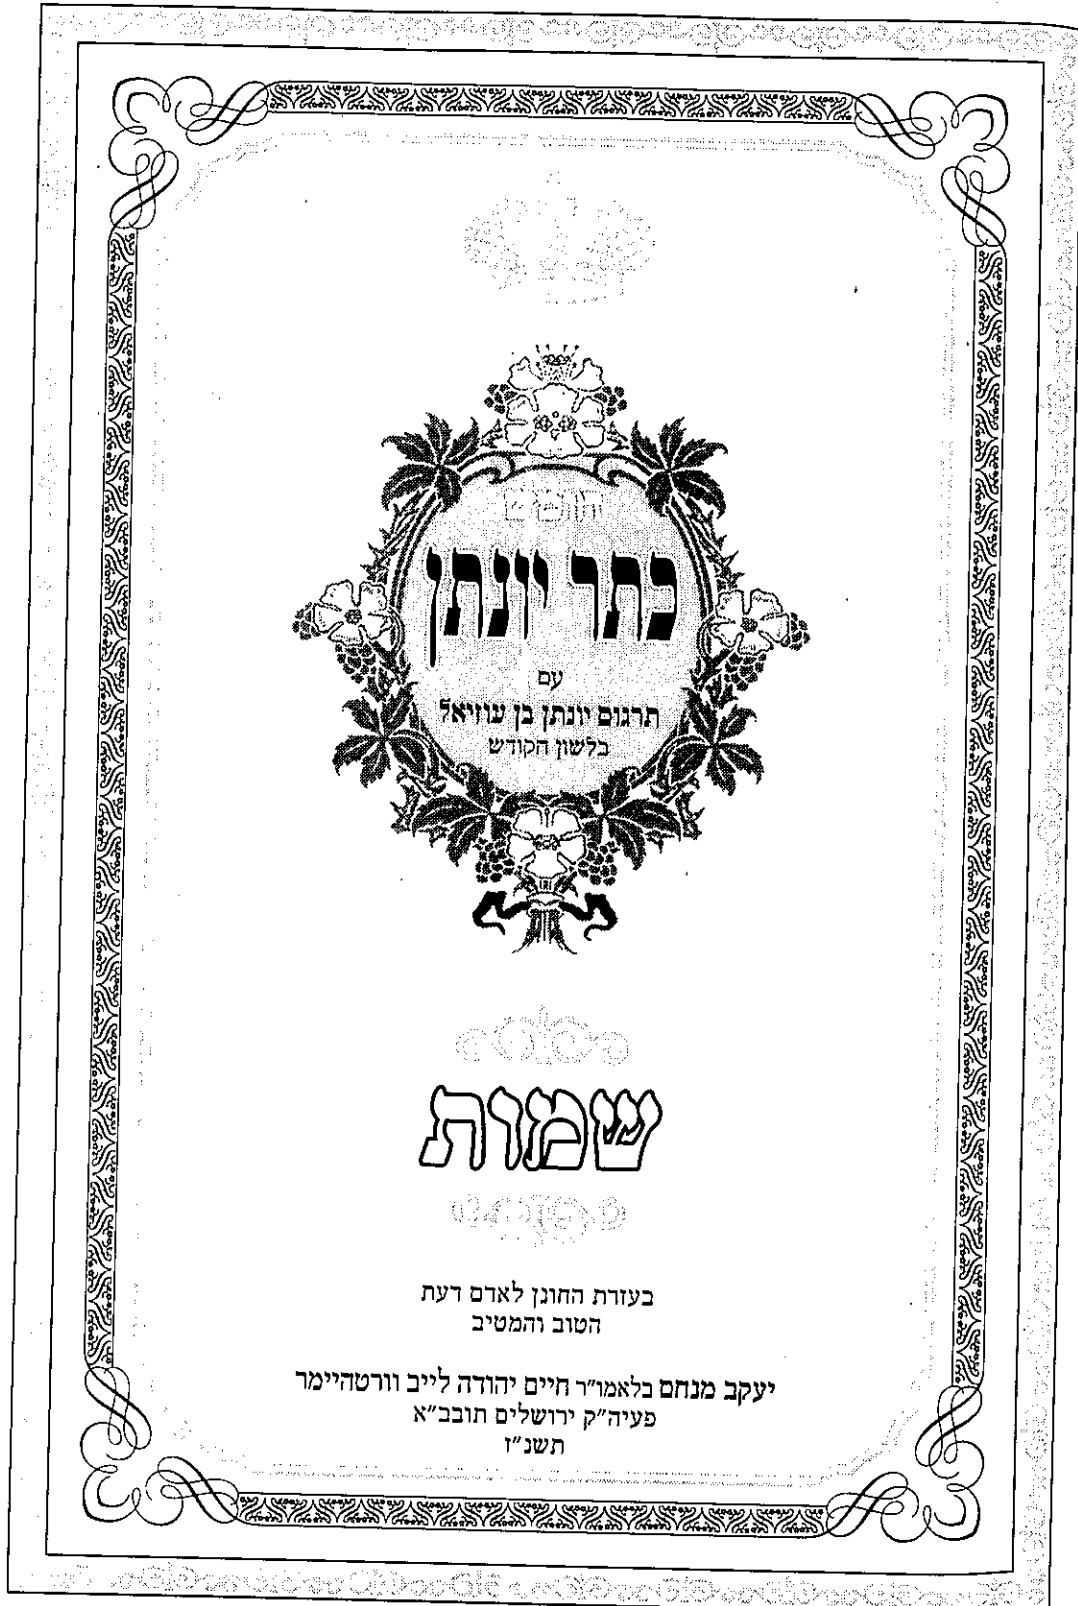 חומש
כתר יונתן
עם
תרגום יונתן בן עוזיאל
בלשון הקודש
שמות
בעזרת החונן לאדם דעת
הטוב והמטיב
יעקב מנחם בלאמו״ר חיים יהודה לייב וורטהיימר
פעיה״ק ירושלים תובב״א
תשנ״ז